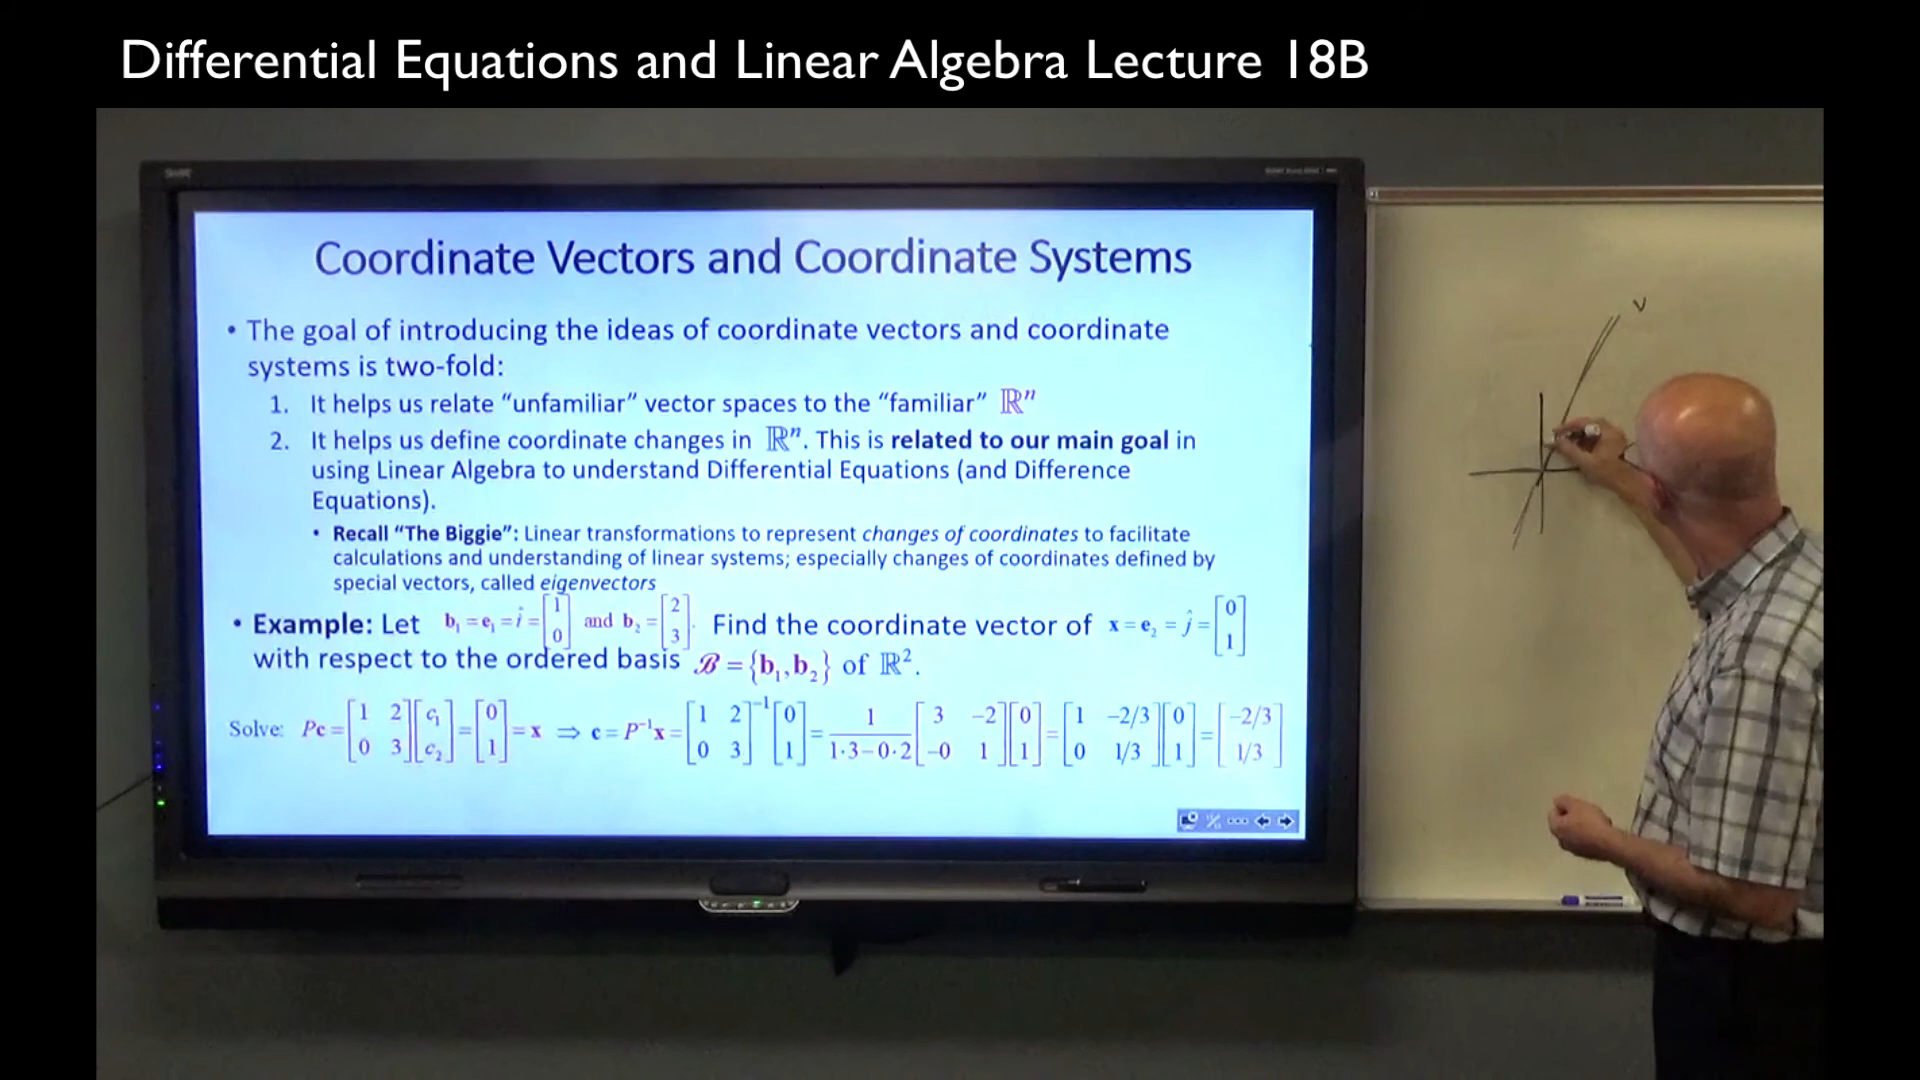 Differential Equations and Linear Algebra Lecture 18B
SMART
Coordinate Vectors and Coordinate Systems
• The goal of introducing the ideas of coordinate vectors and coordinate
systems is two-fold:
1. It helps us relate “unfamiliar” vector spaces to the “familiar” ℝⁿ
2. It helps us define coordinate changes in ℝⁿ. This is related to our main goal in
using Linear Algebra to understand Differential Equations (and Difference
Equations).
• Recall “The Biggie”: Linear transformations to represent changes of coordinates to facilitate
calculations and understanding of linear systems; especially changes of coordinates defined by
special vectors, called eigenvectors
• Example: Let b₁ = e₁ = î = [1; 0] and b₂ = [2; 3]. Find the coordinate vector of x = e₂ = ĵ = [0; 1]
with respect to the ordered basis ℬ = {b₁, b₂} of ℝ².
Solve: Pc = [1 2; 0 3][c₁; c₂] = [0; 1] = x ⇒ c = P⁻¹x = [1 2; 0 3]⁻¹[0; 1] = 1/(1·3−0·2) [3 −2; −0 1][0; 1] = [1 −2/3; 0 1/3][0; 1] = [−2/3; 1/3]
V